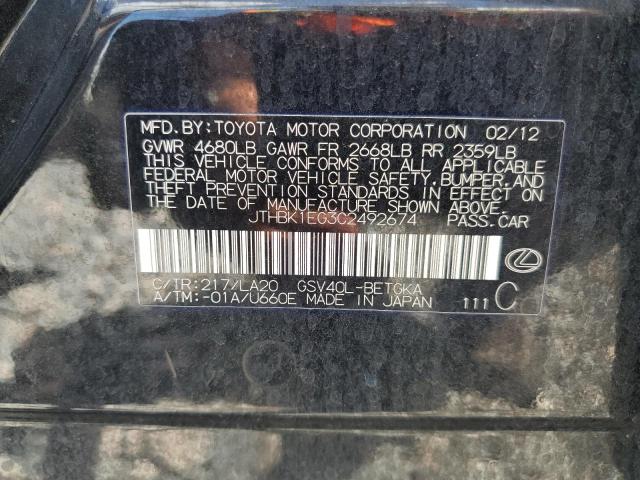 MFD.BY:TOYOTA MOTOR CORPORATION 02/12
GVWR 4680LB GAWR FR 2668LB RR 2359LB
THIS VEHICLE CONFORMS TO ALL APPLICABLE
FEDERAL MOTOR VEHICLE SAFETY,BUMPER,AND
THEFT PREVENTION STANDARDS IN EFFECT ON
THE DATE OF MANUFACTURE SHOWN ABOVE.
JTHBK1EG3C2492674 PASS.CAR
C/TR:217/LA20 GSV40L-BETGKA
A/TM:-01A/U660E MADE IN JAPAN
111 C